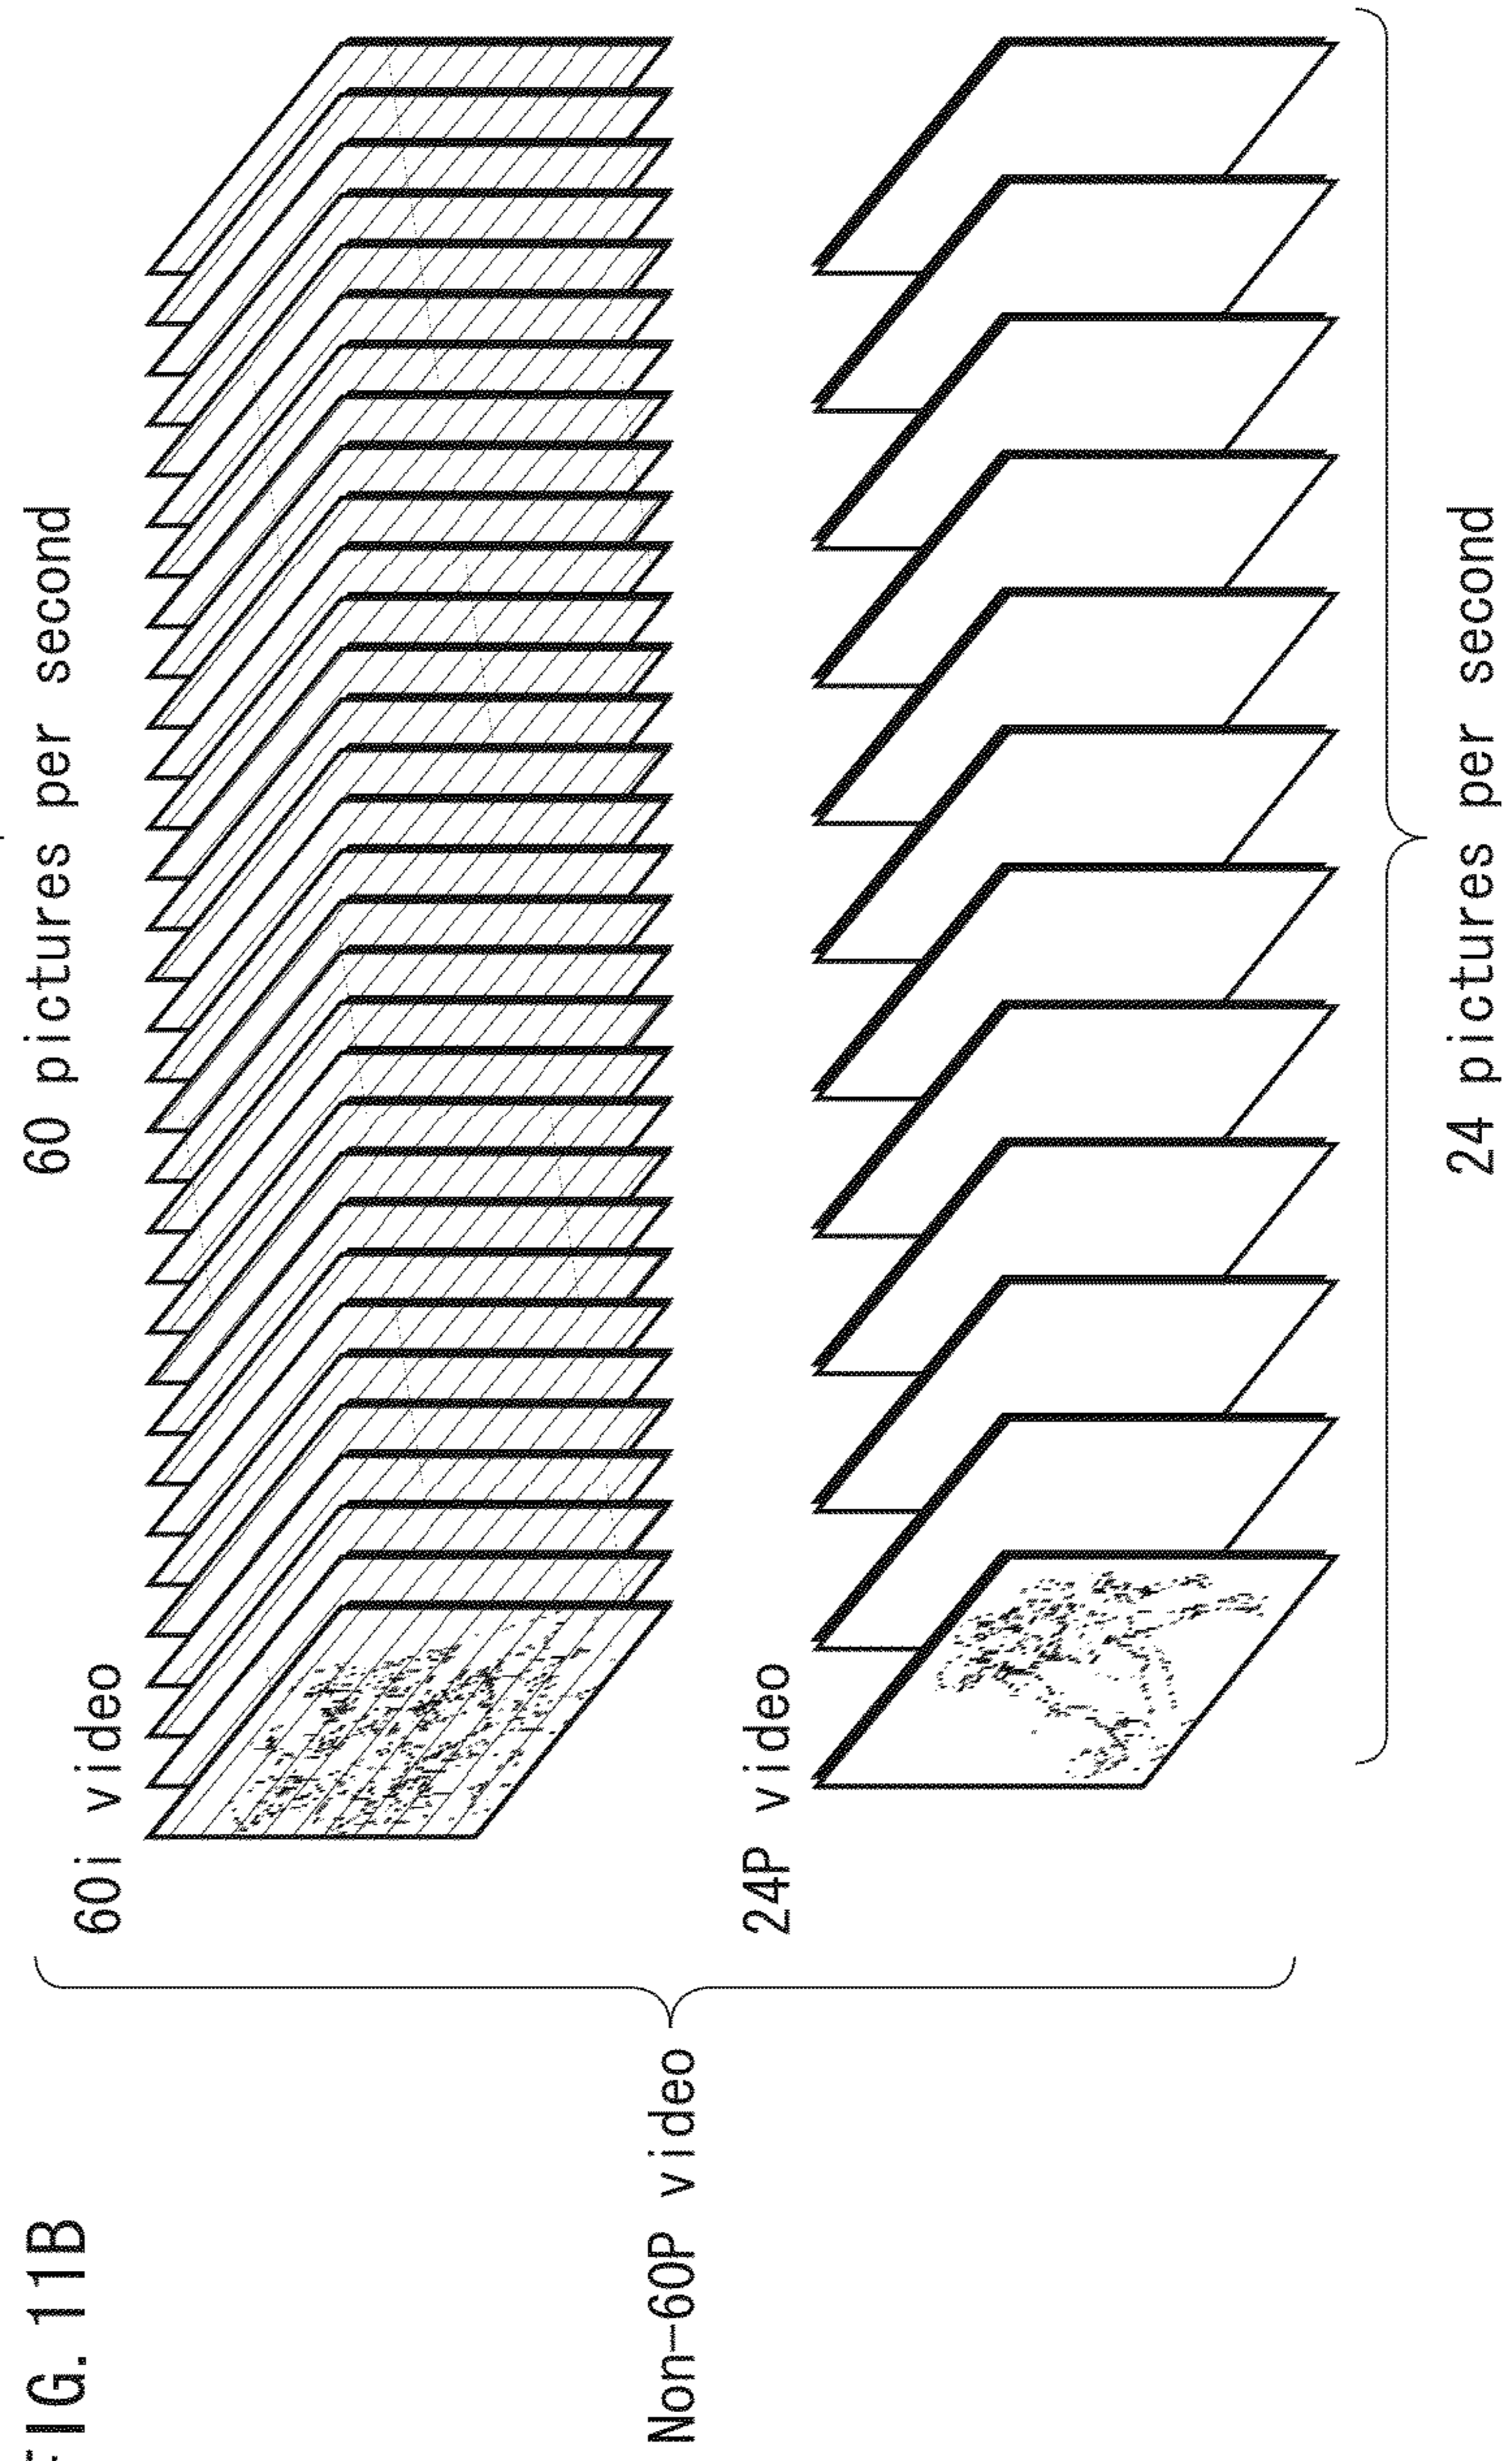 FIG. 11B
60 pictures per second
60i video
Non-60P video
24P video
24 pictures per second